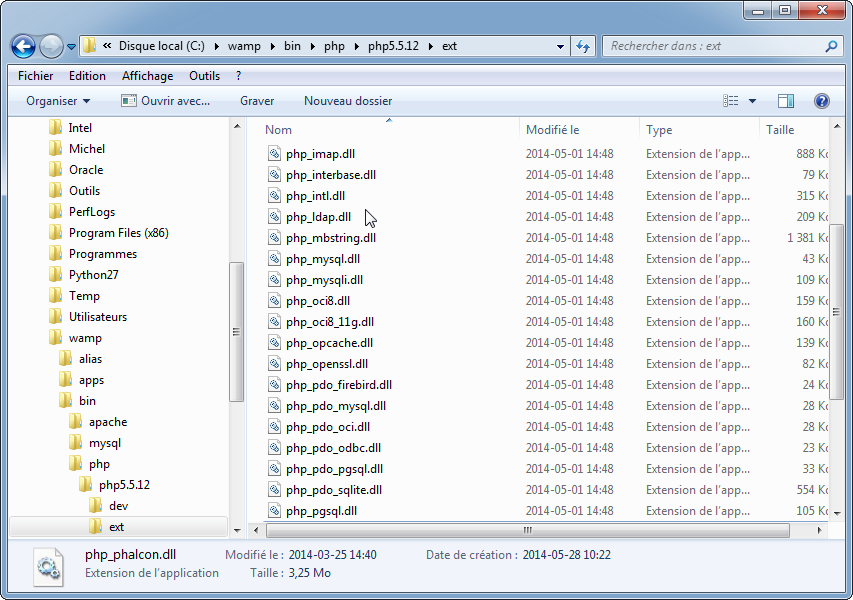 « Disque local (C:) wamp bin php php5.5.12 ext Rechercher dans : ext
Fichier Edition Affichage Outils ?
Organiser Ouvrir avec... Graver Nouveau dossier
Intel
Michel
Oracle
Outils
PerfLogs
Program Files (x86)
Programmes
Python27
Temp
Utilisateurs
wamp
alias
apps
bin
apache
mysql
php
php5.5.12
dev
ext
Nom Modifié le Type Taille
php_imap.dll 2014-05-01 14:48 Extension de l'app... 888 Ko
php_interbase.dll 2014-05-01 14:48 Extension de l'app... 79 Ko
php_intl.dll 2014-05-01 14:48 Extension de l'app... 315 Ko
php_ldap.dll 2014-05-01 14:48 Extension de l'app... 209 Ko
php_mbstring.dll 2014-05-01 14:48 Extension de l'app... 1 381 Ko
php_mysql.dll 2014-05-01 14:48 Extension de l'app... 43 Ko
php_mysqli.dll 2014-05-01 14:48 Extension de l'app... 109 Ko
php_oci8.dll 2014-05-01 14:48 Extension de l'app... 159 Ko
php_oci8_11g.dll 2014-05-01 14:48 Extension de l'app... 160 Ko
php_opcache.dll 2014-05-01 14:48 Extension de l'app... 139 Ko
php_openssl.dll 2014-05-01 14:48 Extension de l'app... 82 Ko
php_pdo_firebird.dll 2014-05-01 14:48 Extension de l'app... 24 Ko
php_pdo_mysql.dll 2014-05-01 14:48 Extension de l'app... 28 Ko
php_pdo_oci.dll 2014-05-01 14:48 Extension de l'app... 28 Ko
php_pdo_odbc.dll 2014-05-01 14:48 Extension de l'app... 23 Ko
php_pdo_pgsql.dll 2014-05-01 14:48 Extension de l'app... 33 Ko
php_pdo_sqlite.dll 2014-05-01 14:48 Extension de l'app... 554 Ko
php_pgsql.dll 2014-05-01 14:48 Extension de l'app... 105 Ko
php_phalcon.dll Modifié le : 2014-03-25 14:40 Date de création : 2014-05-28 10:22
Extension de l'application Taille : 3,25 Mo